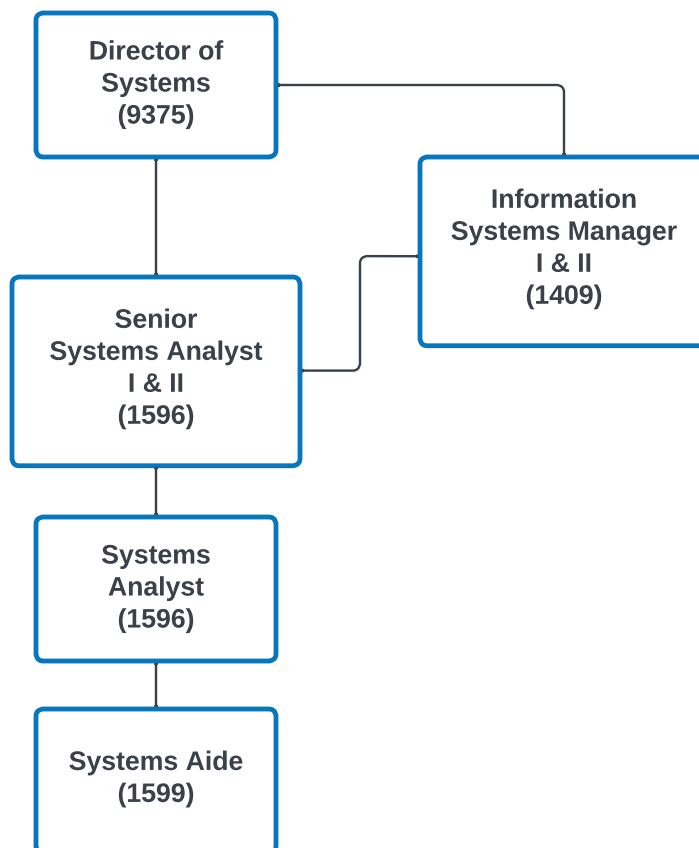 Director of
Systems
(9375)
Information
Systems Manager
I & II
(1409)
Senior
Systems Analyst
I & II
(1596)
Systems
Analyst
(1596)
Systems Aide
(1599)